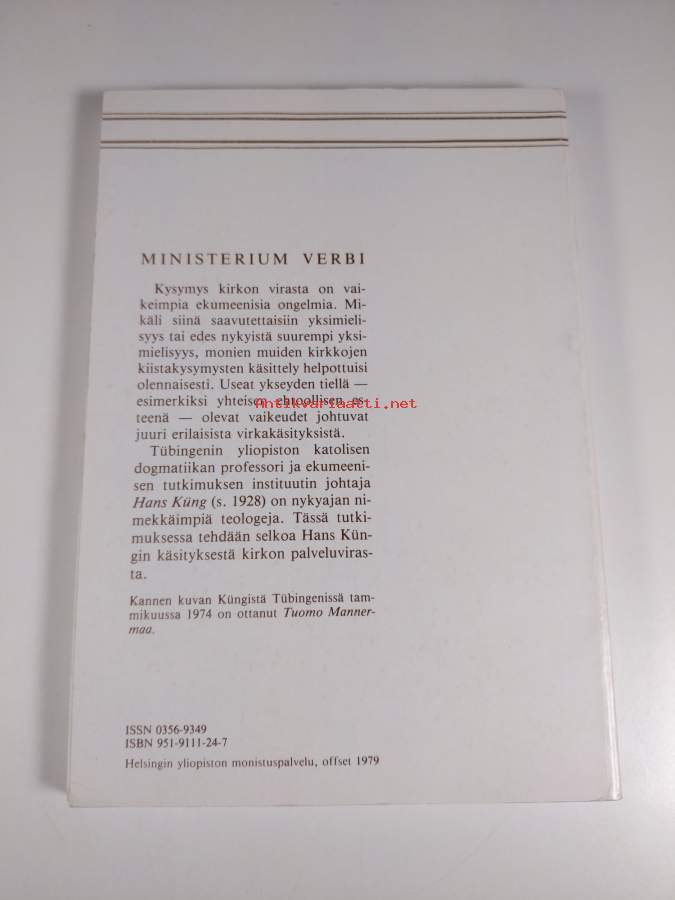 MINISTERIUM VERBI
Kysymys kirkon virasta on vai-
keimpia ekumeenisia ongelmia. Mi-
käli siinä saavutettaisiin yksimieli-
syys tai edes nykyistä suurempi yksi-
mielisyys, monien muiden kirkkojen
kiistakysymysten käsittely helpottuisi
olennaisesti. Useat ykseyden tiellä —
esimerkiksi yhteisen ehtoollisen es-
Antikvariaatti.net
teenä — olevat vaikeudet johtuvat
juuri erilaisista virkakäsityksistä.
Tübingenin yliopiston katolisen
dogmatiikan professori ja ekumeeni-
sen tutkimuksen instituutin johtaja
Hans Küng (s. 1928) on nykyajan ni-
mekkäimpiä teologeja. Tässä tutki-
muksessa tehdään selkoa Hans Kün-
gin käsityksestä kirkon palveluviras-
ta.
Kannen kuvan Küngistä Tübingenissä tam-
mikuussa 1974 on ottanut Tuomo Manner-
maa.
ISSN 0356-9349
ISBN 951-9111-24-7
Helsingin yliopiston monistuspalvelu, offset 1979